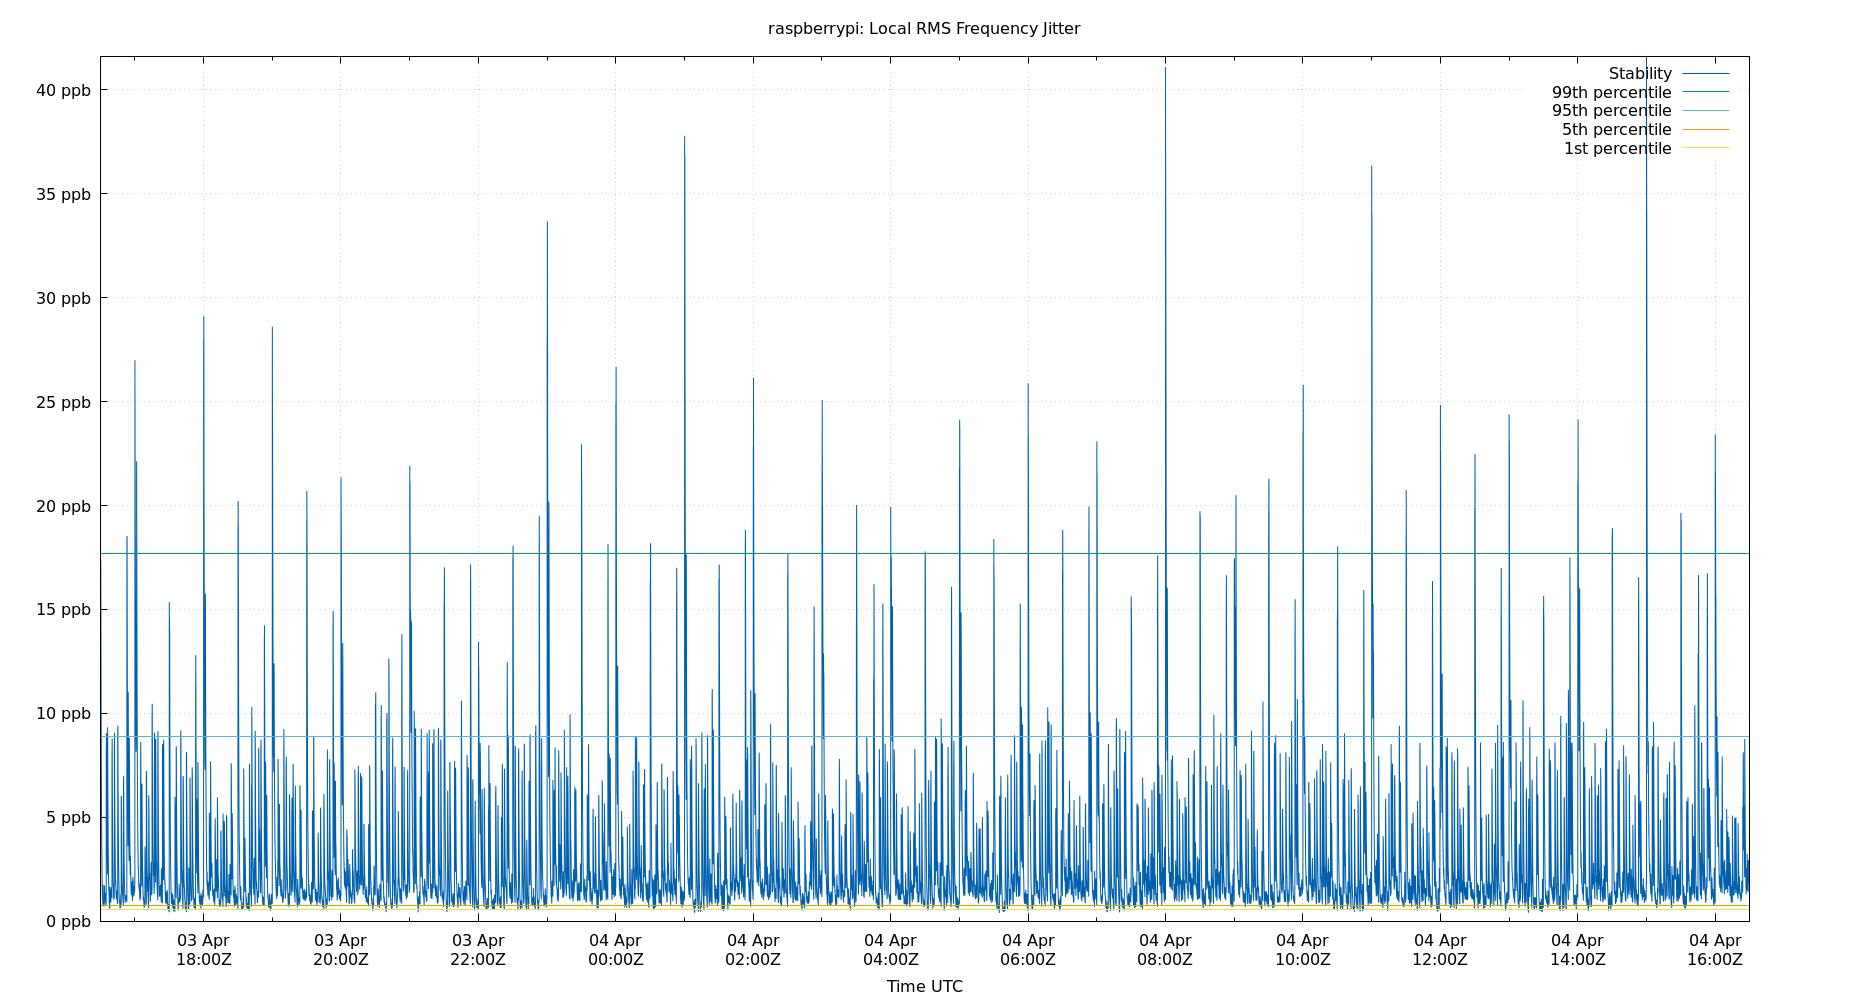 raspberrypi: Local RMS Frequency Jitter
Stability
99th percentile
95th percentile
5th percentile
1st percentile
40 ppb
35 ppb
30 ppb
25 ppb
20 ppb
15 ppb
10 ppb
5 ppb
0 ppb
03 Apr 03 Apr 03 Apr 04 Apr 04 Apr 04 Apr 04 Apr 04 Apr 04 Apr 04 Apr 04 Apr 04 Apr
18:00Z 20:00Z 22:00Z 00:00Z 02:00Z 04:00Z 06:00Z 08:00Z 10:00Z 12:00Z 14:00Z 16:00Z
Time UTC